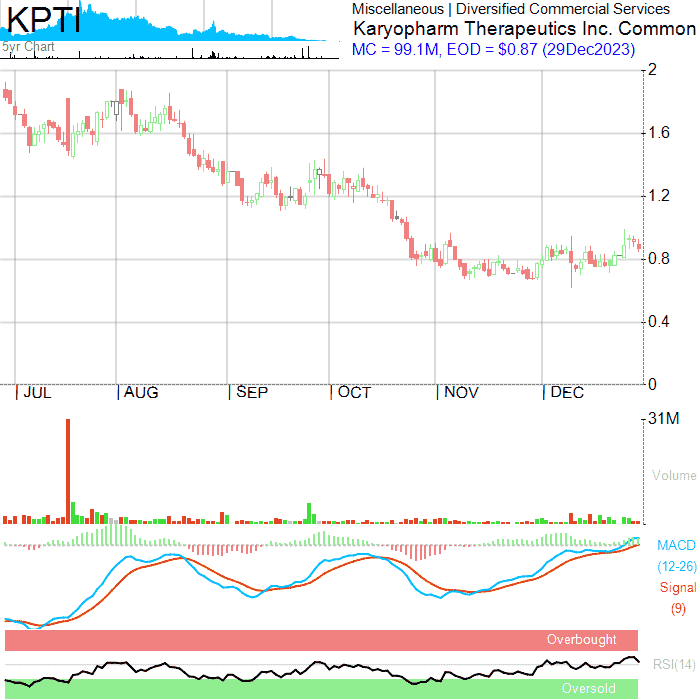 KPTI
5yr Chart
Miscellaneous | Diversified Commercial Services
Karyopharm Therapeutics Inc. Common
MC = 99.1M, EOD = $0.87 (29Dec2023)
2
1.6
1.2
0.8
0.4
0
JUL AUG SEP OCT NOV DEC
31M
Volume
MACD
(12-26)
Signal
(9)
Overbought
RSI(14)
Oversold